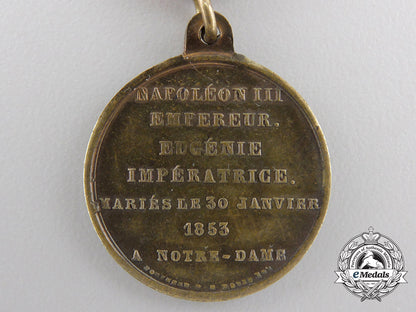 NAPOLÉON III
EMPEREUR.
EUGÉNIE
IMPÉRATRICE.
MARIÉS LE 30 JANVIER
1853
A NOTRE-DAME
eMedals